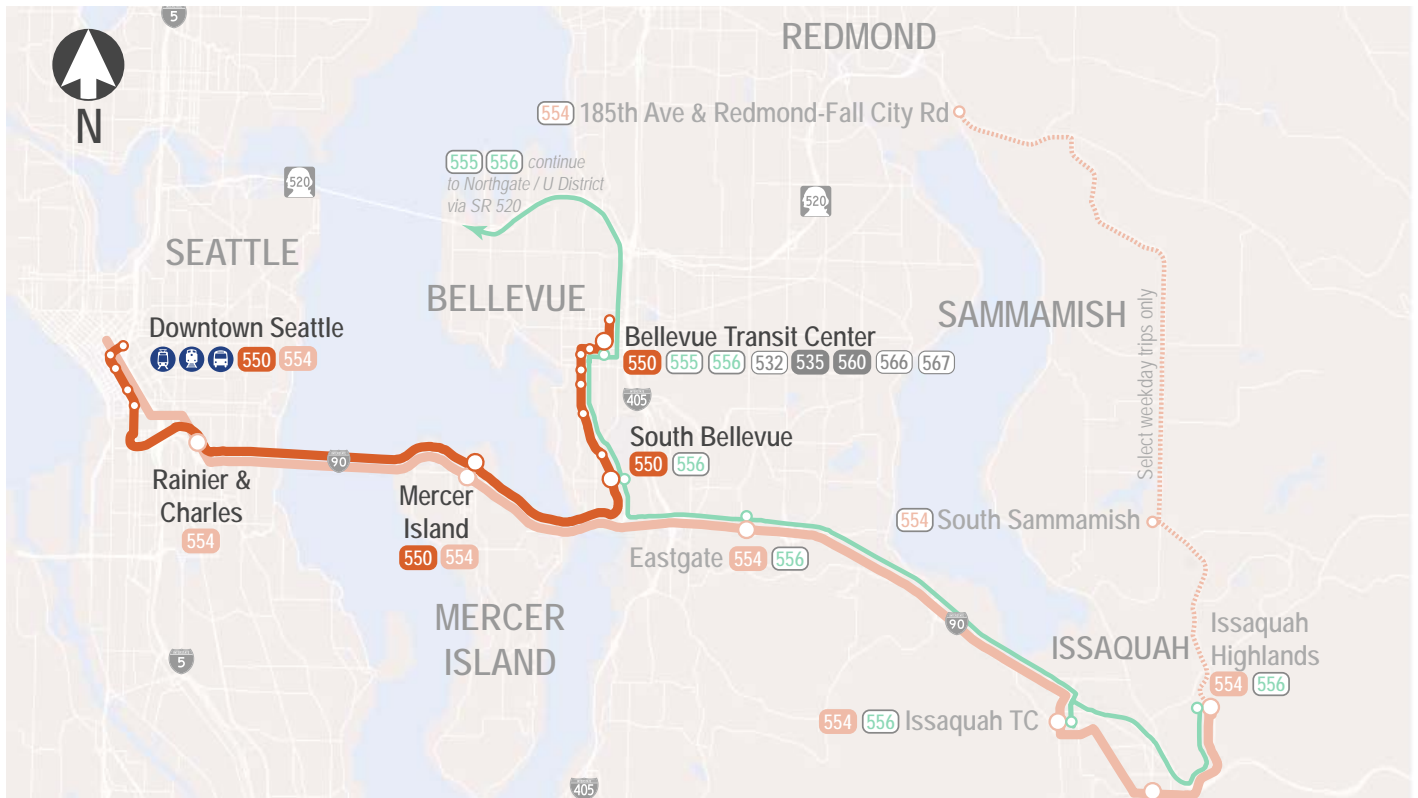 5
REDMOND
N
554 185th Ave & Redmond-Fall City Rd
555 556 continue
to Northgate / U District
via SR 520
520
520
SEATTLE
BELLEVUE
SAMMAMISH
Select weekday trips only
Downtown Seattle
550 554
Bellevue Transit Center
550 555 556 532 535 560 566 567
405
South Bellevue
550 556
90
Rainier &
Charles
554
Mercer
Island
550 554
554 South Sammamish
Eastgate 554 556
MERCER
ISLAND
90
ISSAQUAH
Issaquah
Highlands
554 556
5
554 556 Issaquah TC
405